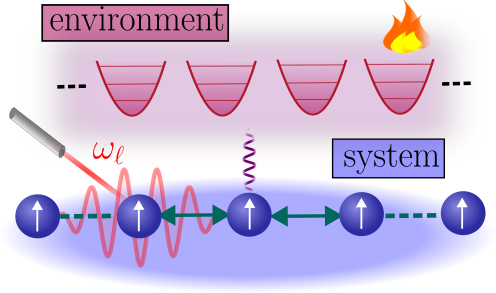 environment
system
ω_ℓ